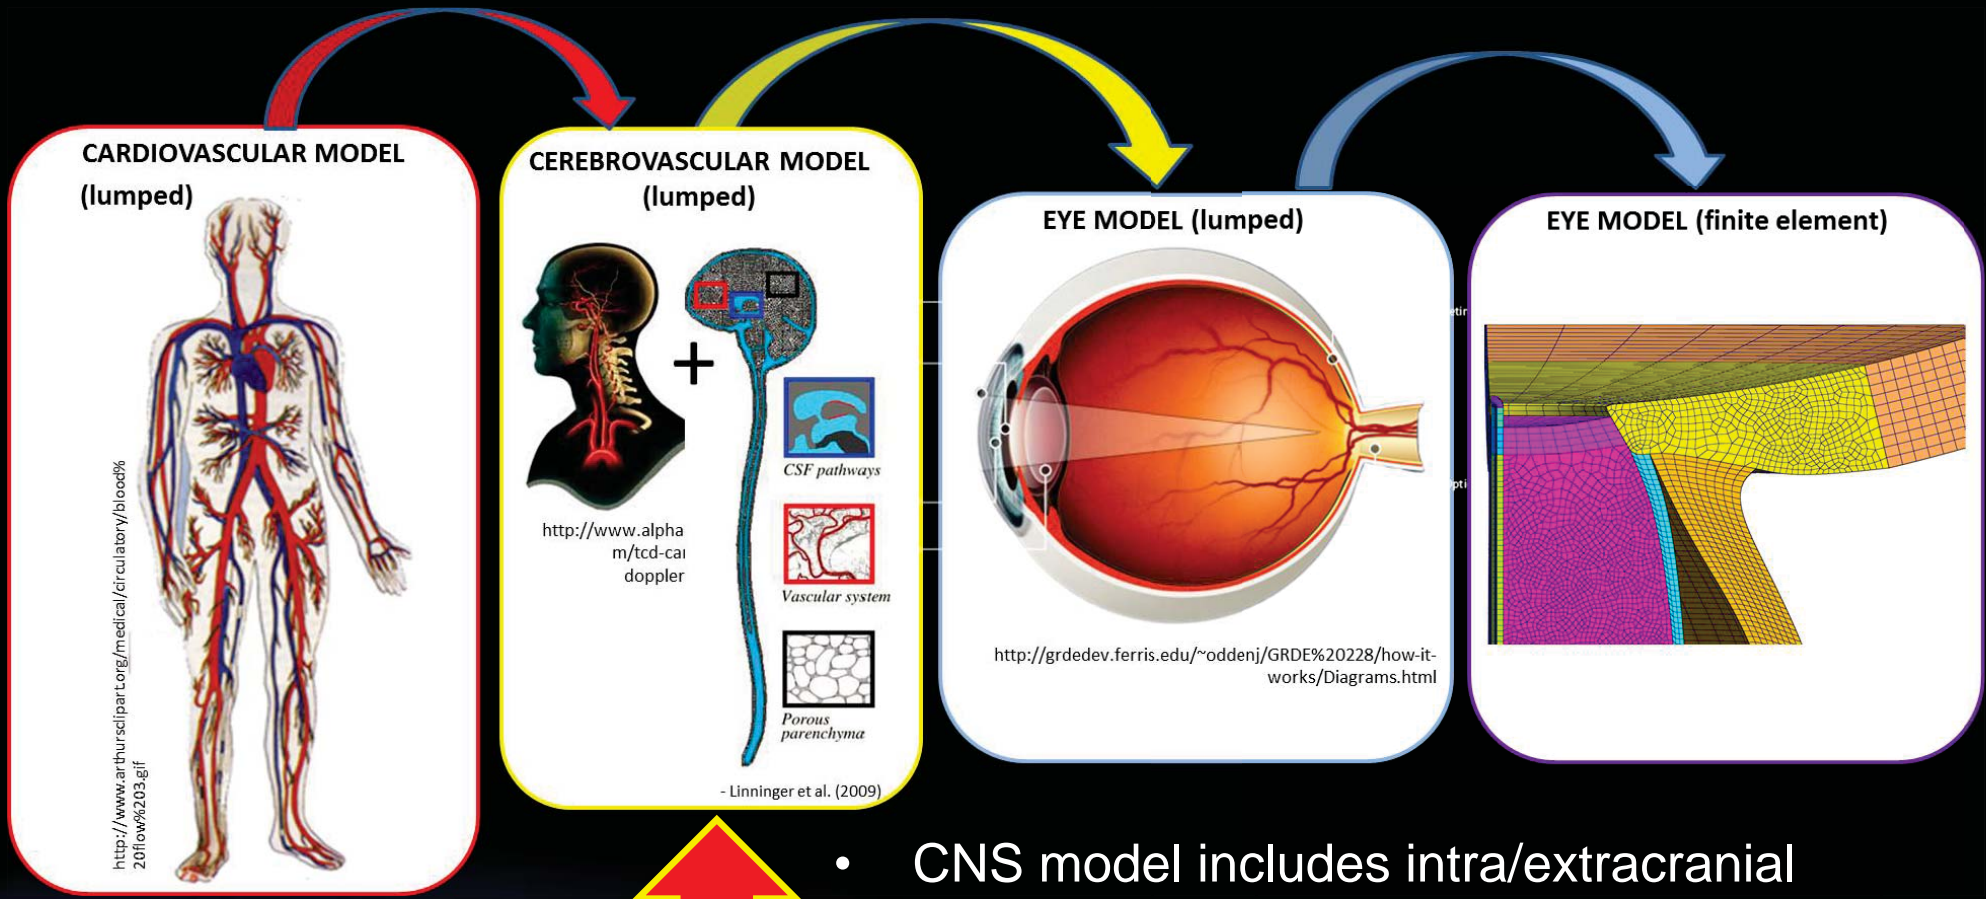 CARDIOVASCULAR MODEL
(lumped)
http://www.arthursclipart.org/medical/circulatory/blood%
20flow%203.gif
CEREBROVASCULAR MODEL
(lumped)
+
http://www.alpha
m/tcd-car
doppler
CSF pathways
Vascular system
Porous
parenchyma
- Linninger et al. (2009)
EYE MODEL (lumped)
http://grdedev.ferris.edu/~oddenj/GRDE%20228/how-it-
works/Diagrams.html
EYE MODEL (finite element)
• CNS model includes intra/extracranial